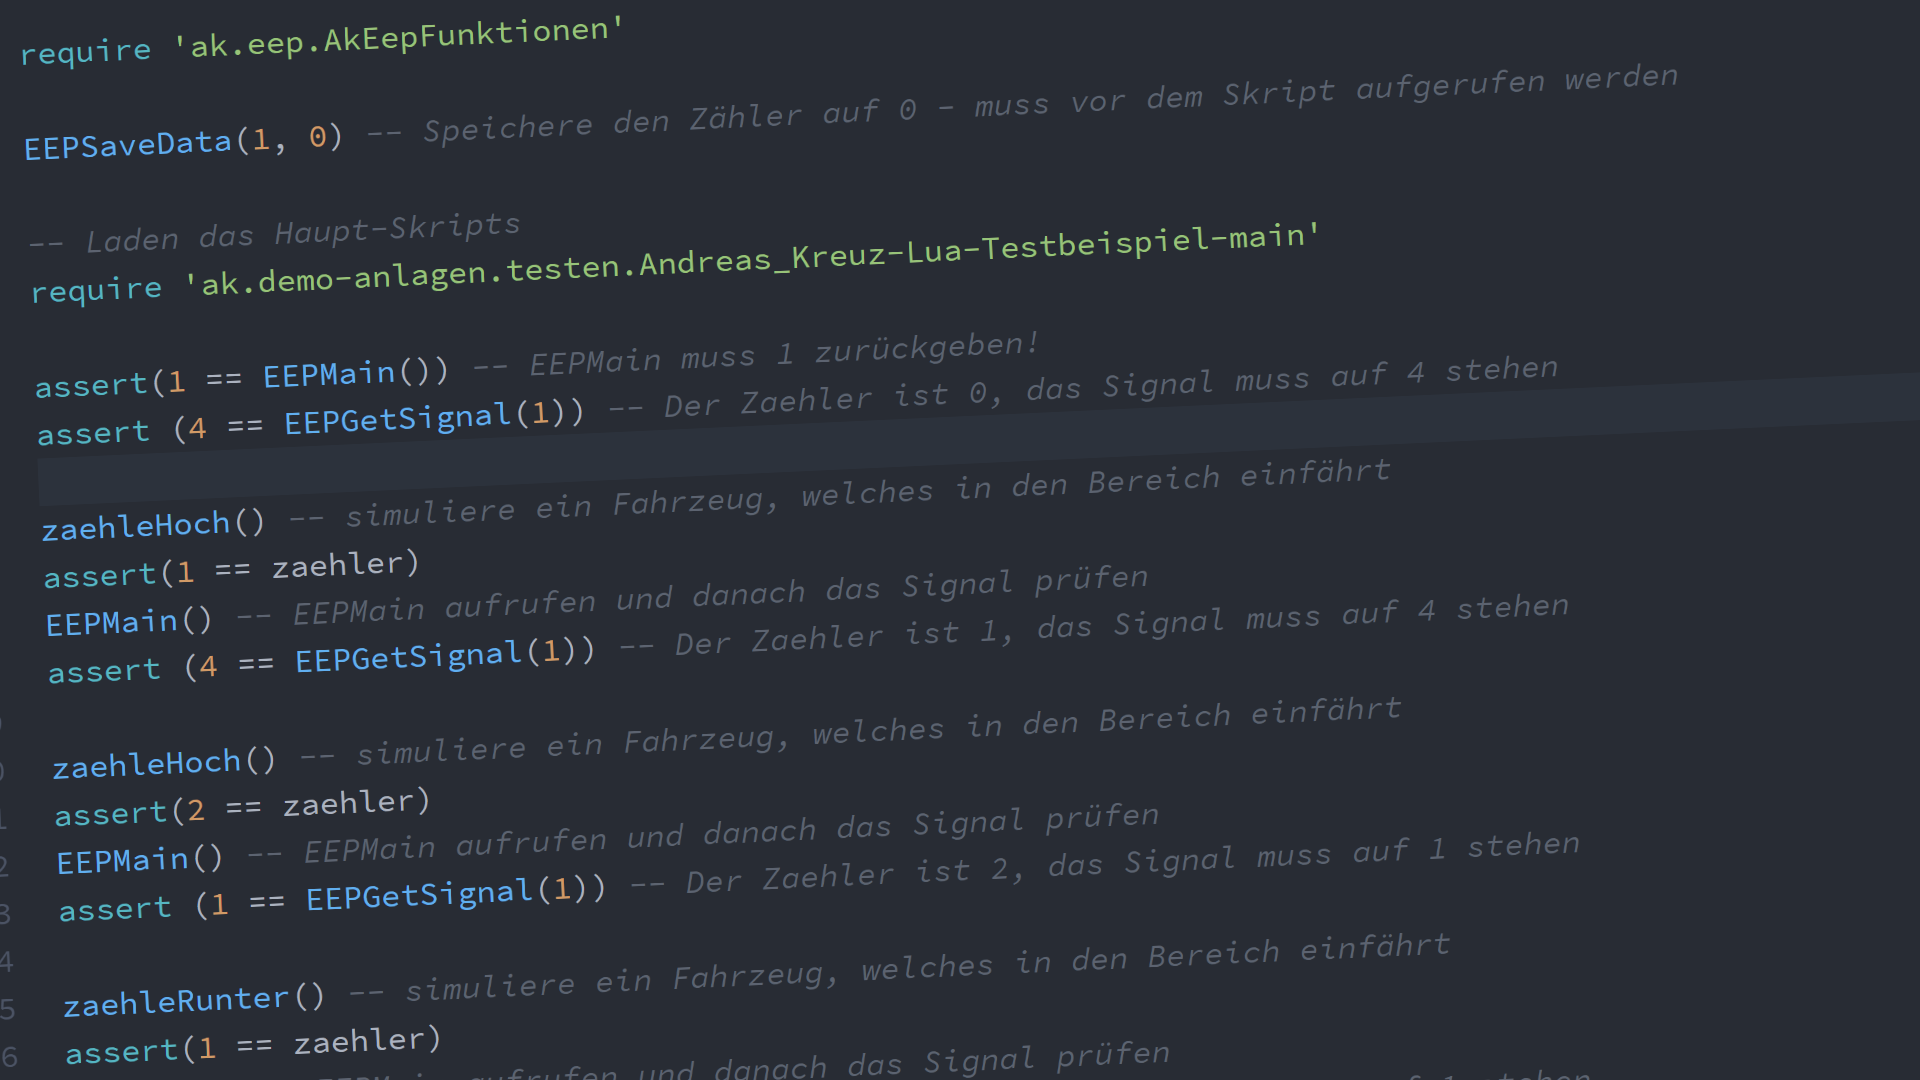 require 'ak.eep.AkEepFunktionen'
EEPSaveData(1, 0) -- Speichere den Zähler auf 0 - muss vor dem Skript aufgerufen werden
-- Laden das Haupt-Skripts
require 'ak.demo-anlagen.testen.Andreas_Kreuz-Lua-Testbeispiel-main'
assert(1 == EEPMain()) -- EEPMain muss 1 zurückgeben!
assert (4 == EEPGetSignal(1)) -- Der Zaehler ist 0, das Signal muss auf 4 stehen
zaehleHoch() -- simuliere ein Fahrzeug, welches in den Bereich einfährt
assert(1 == zaehler)
EEPMain() -- EEPMain aufrufen und danach das Signal prüfen
assert (4 == EEPGetSignal(1)) -- Der Zaehler ist 1, das Signal muss auf 4 stehen
zaehleHoch() -- simuliere ein Fahrzeug, welches in den Bereich einfährt
assert(2 == zaehler)
2 EEPMain() -- EEPMain aufrufen und danach das Signal prüfen
3 assert (1 == EEPGetSignal(1)) -- Der Zaehler ist 2, das Signal muss auf 1 stehen
4
5 zaehleRunter() -- simuliere ein Fahrzeug, welches in den Bereich einfährt
6 assert(1 == zaehler)
EEPMain aufrufen und danach das Signal prüfen